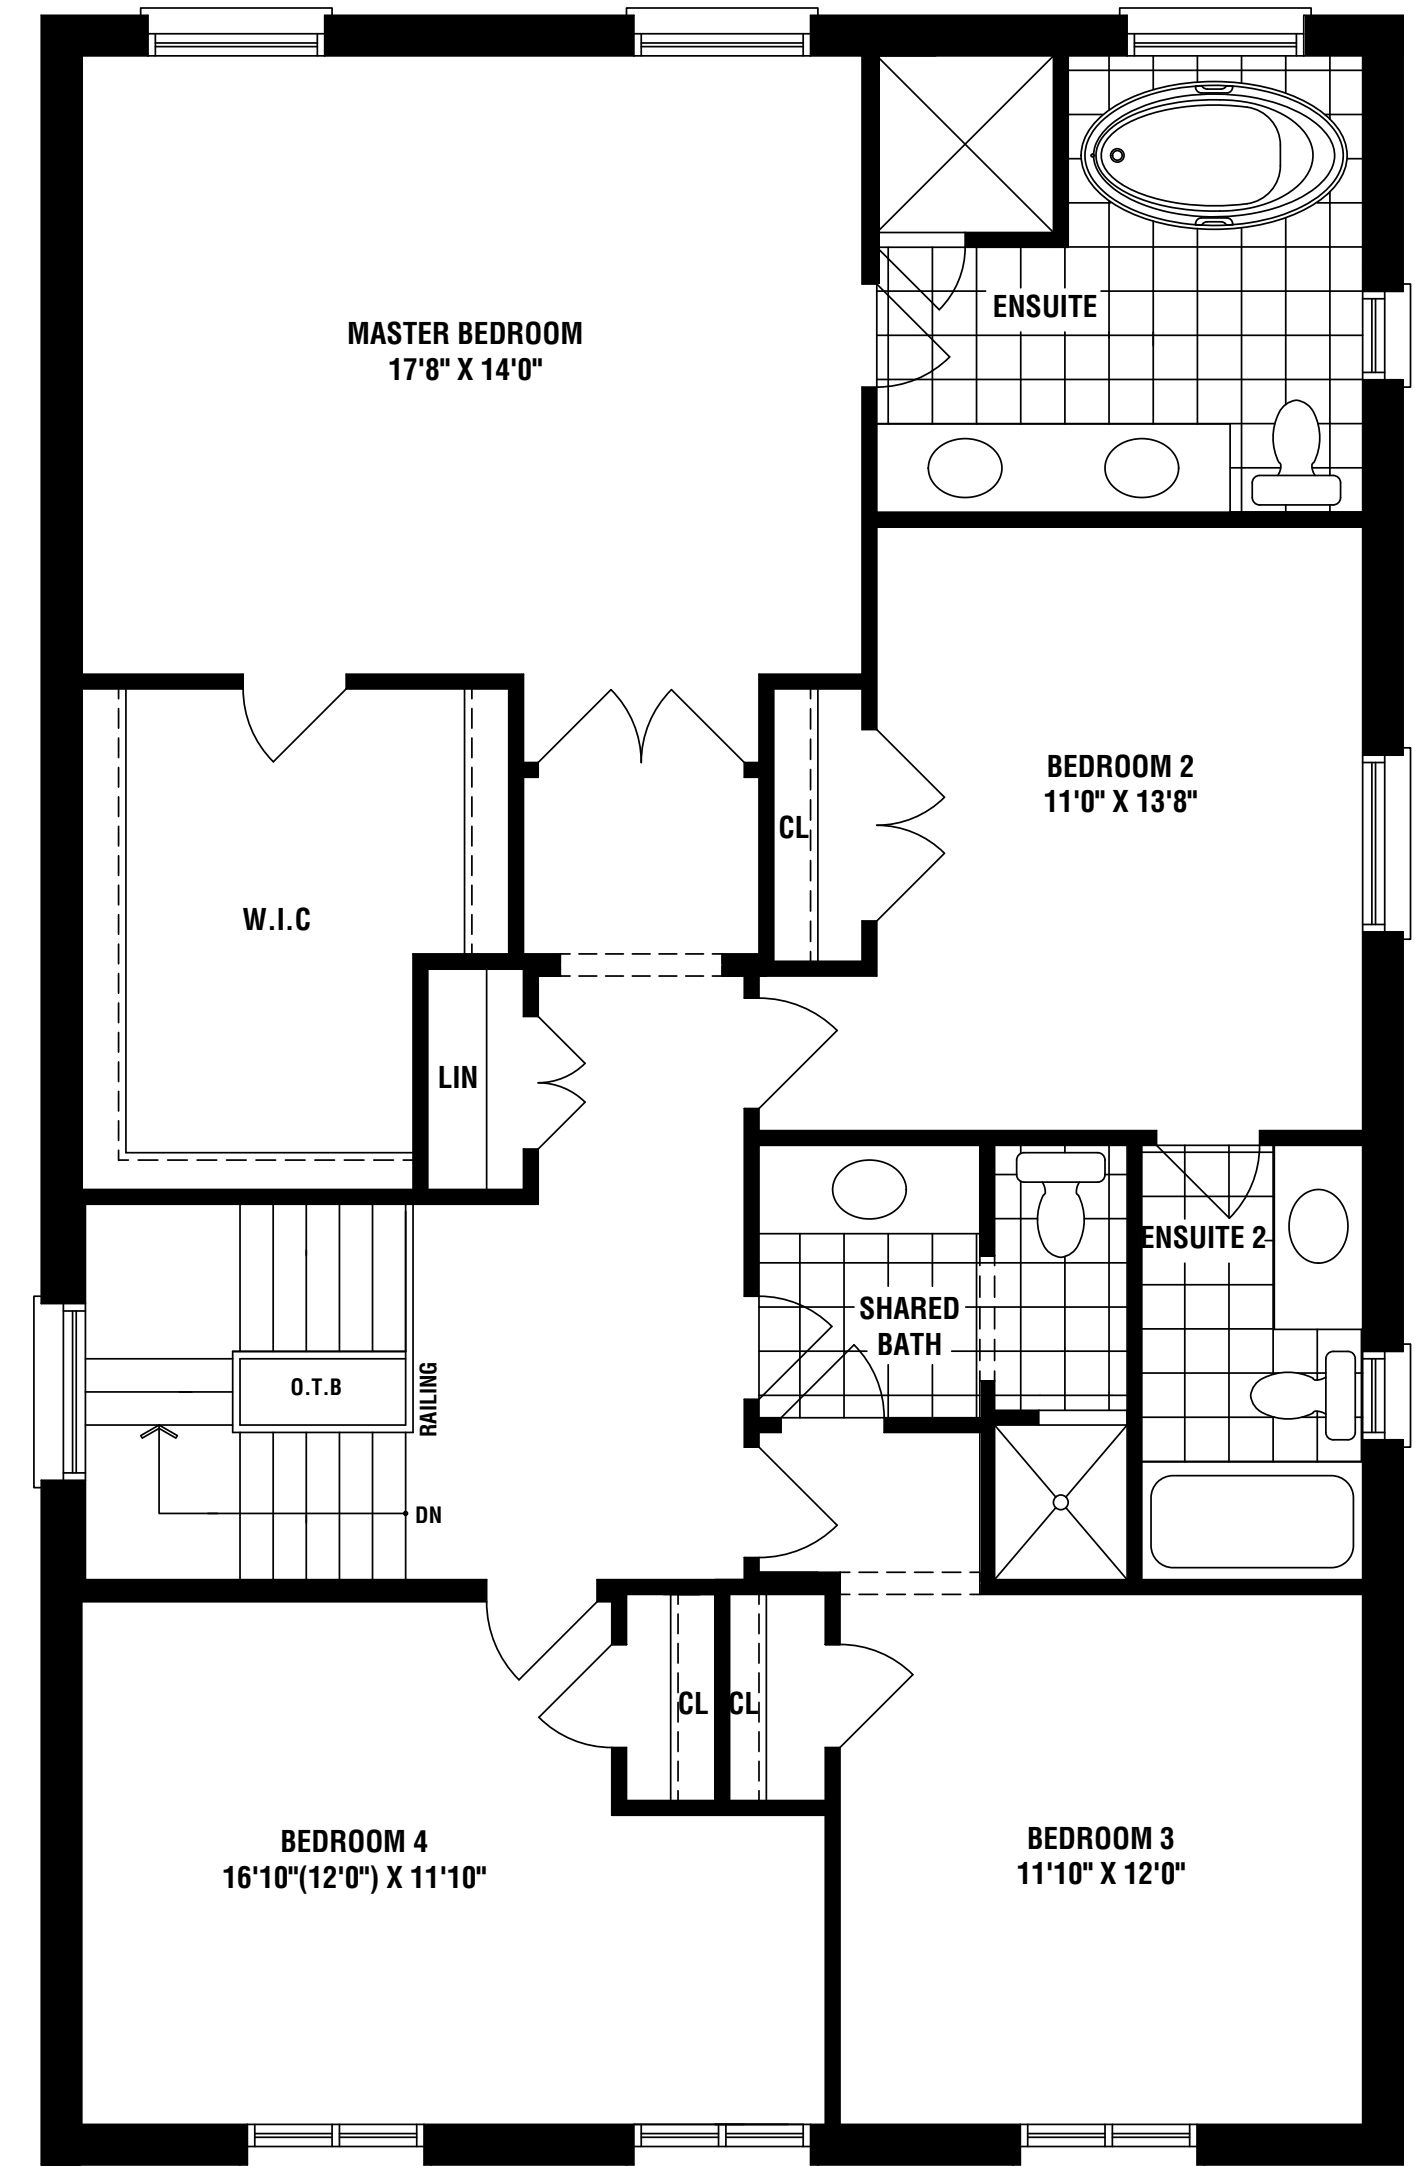 ENSUITE
MASTER BEDROOM
17'8" X 14'0"
BEDROOM 2
11'0" X 13'8"
CL
W.I.C
LIN
ENSUITE 2
SHARED
BATH
O.T.B
RAILING
DN
CL
CL
BEDROOM 4
16'10"(12'0") X 11'10"
BEDROOM 3
11'10" X 12'0"